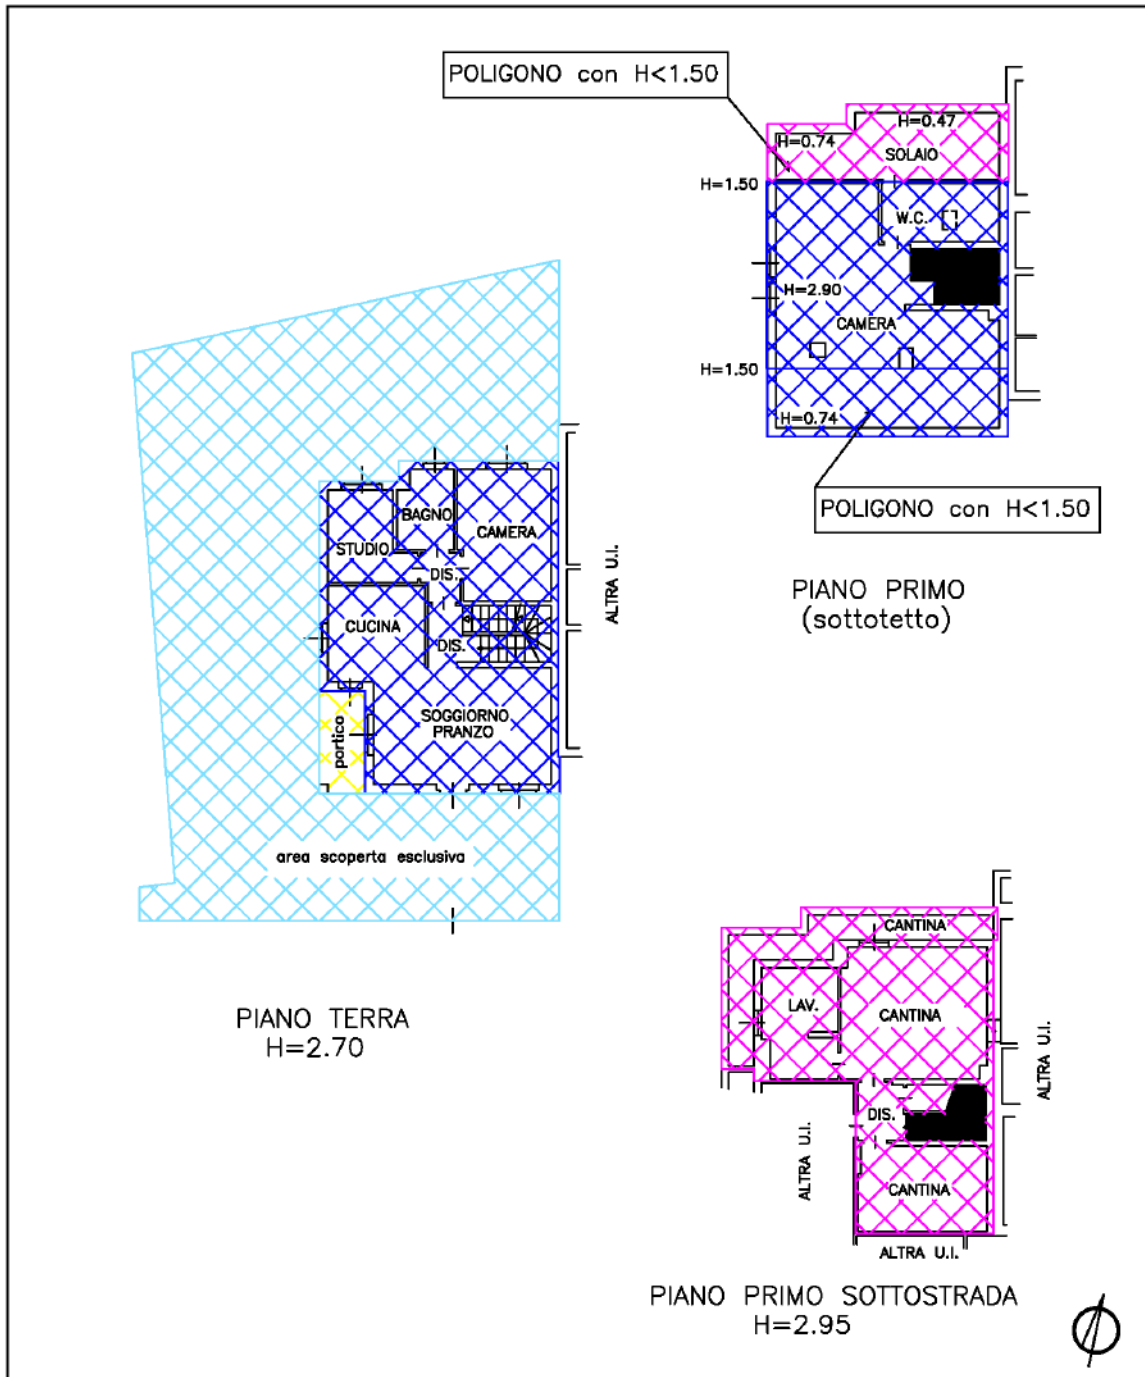 POLIGONO con H<1.50
H=0.47
H=0.74
SOLAIO
H=1.50
W.C.
H=2.90
CAMERA
H=1.50
H=0.74
POLIGONO con H<1.50
PIANO PRIMO
(sottotetto)
BAGNO
CAMERA
STUDIO
DIS.
ALTRA U.I.
CUCINA
DIS.
SOGGIORNO
PRANZO
portico
area scoperta esclusiva
PIANO TERRA
H=2.70
CANTINA
LAV.
CANTINA
ALTRA U.I.
DIS.
ALTRA U.I.
CANTINA
ALTRA U.I.
PIANO PRIMO SOTTOSTRADA
H=2.95